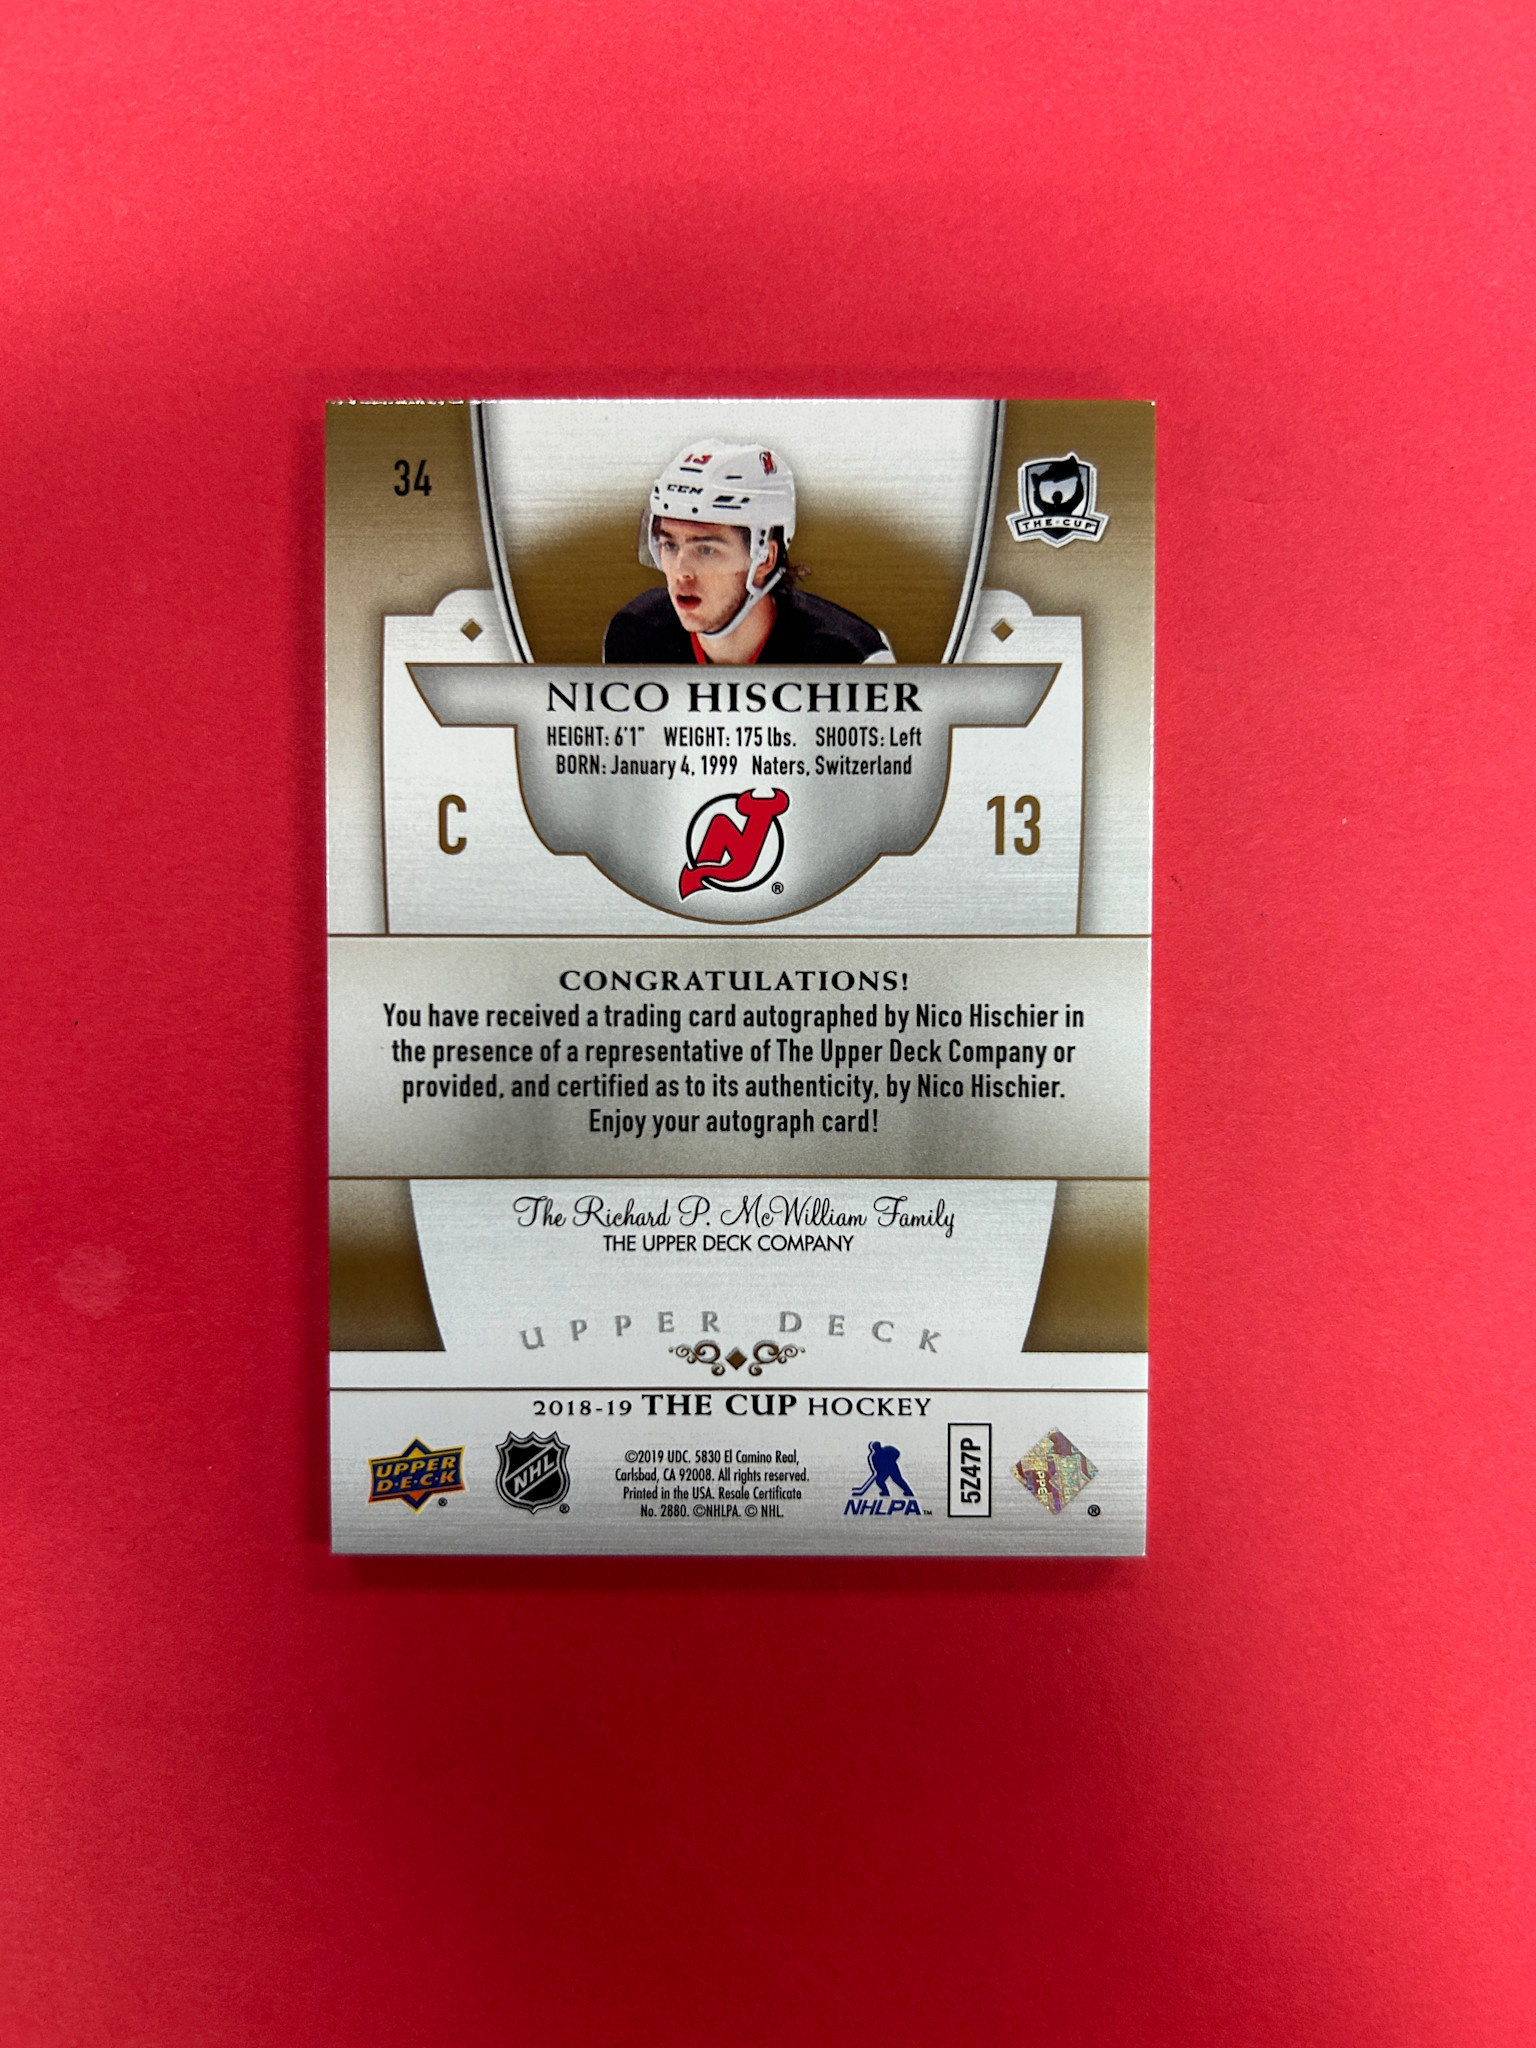 34
13
CCM
THE CUP
NICO HISCHIER
HEIGHT: 6'1" WEIGHT: 175 lbs. SHOOTS: Left
BORN: January 4, 1999 Naters, Switzerland
C
13
®
CONGRATULATIONS!
You have received a trading card autographed by Nico Hischier in
the presence of a representative of The Upper Deck Company or
provided, and certified as to its authenticity, by Nico Hischier.
Enjoy your autograph card!
The Richard P. McWilliam Family
THE UPPER DECK COMPANY
UPPER DECK
2018-19 THE CUP HOCKEY
UPPER
D·E·C·K
®
NHL
®
©2019 UDC. 5830 El Camino Real,
Carlsbad, CA 92008. All rights reserved.
Printed in the USA. Resale Certificate
No. 2880. ©NHLPA. © NHL.
NHLPA™
5Z47P
UPPER
®